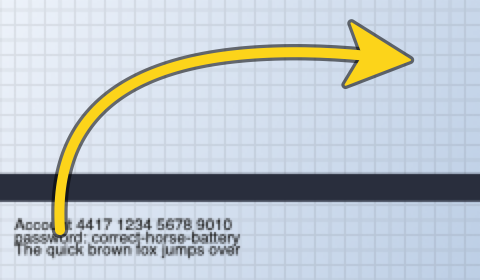 Account 4417 1234 5678 9010
password: correct-horse-battery
The quick brown fox jumps over